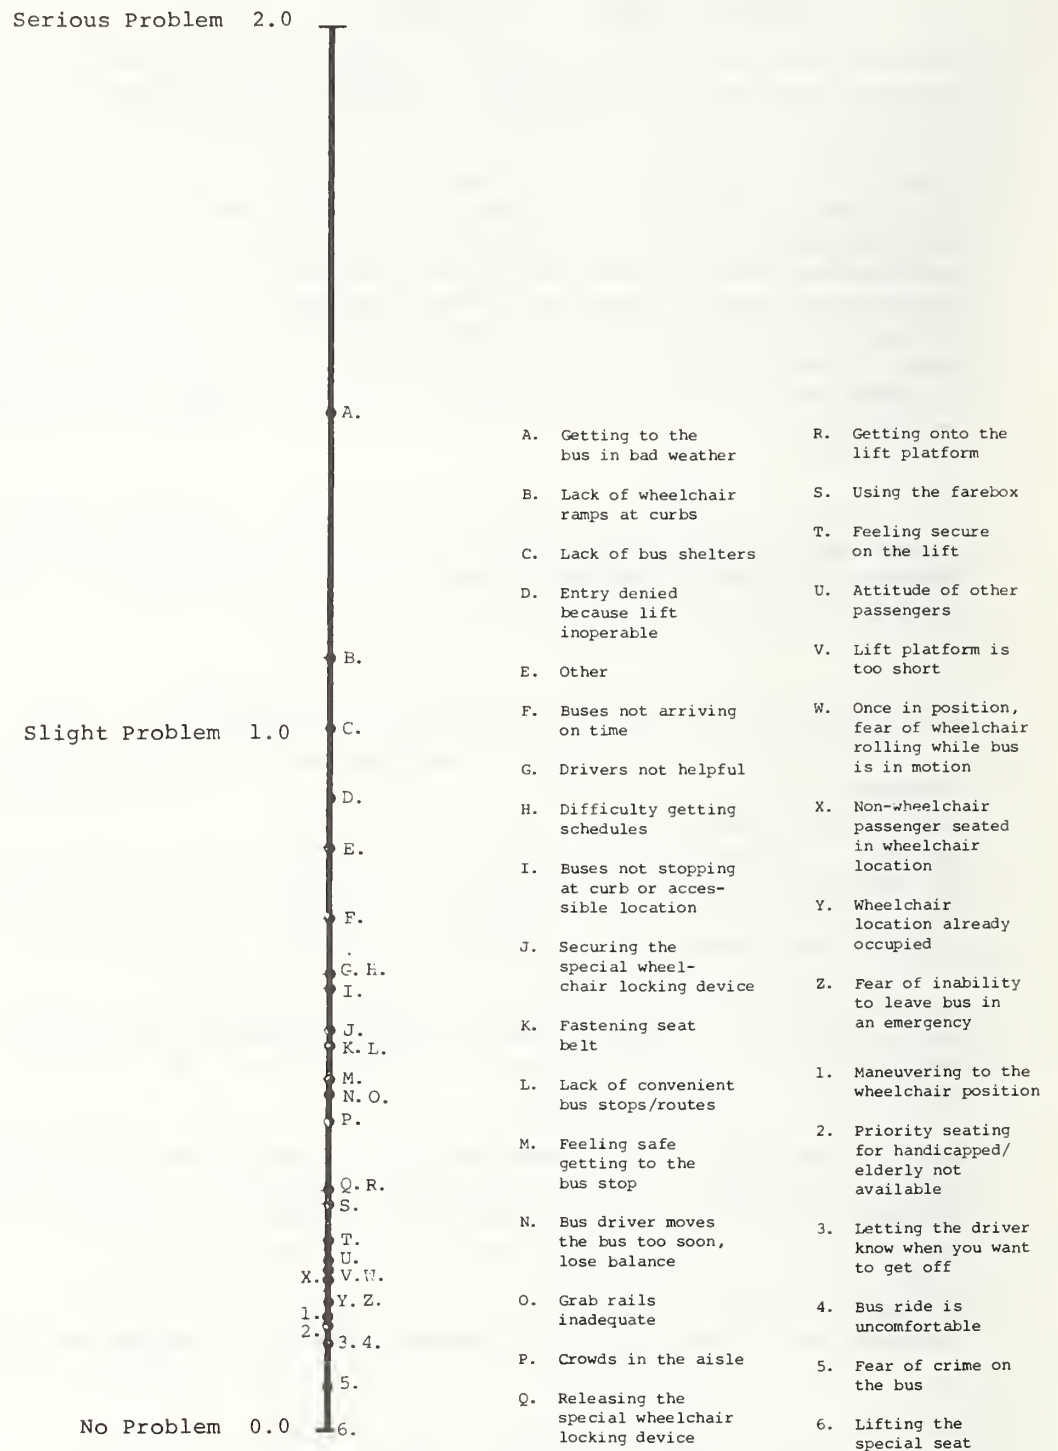 Serious Problem 2.0
A.
B.
Slight Problem 1.0
C.
D.
E.
F.
G. H.
I.
J.
K. L.
M.
N. O.
P.
Q. R.
S.
T.
U.
X. V. W.
Y. Z.
1.
2.
3. 4.
5.
No Problem 0.0
6.
A. Getting to the
bus in bad weather
B. Lack of wheelchair
ramps at curbs
C. Lack of bus shelters
D. Entry denied
because lift
inoperable
E. Other
F. Buses not arriving
on time
G. Drivers not helpful
H. Difficulty getting
schedules
I. Buses not stopping
at curb or acces-
sible location
J. Securing the
special wheel-
chair locking device
K. Fastening seat
belt
L. Lack of convenient
bus stops/routes
M. Feeling safe
getting to the
bus stop
N. Bus driver moves
the bus too soon,
lose balance
O. Grab rails
inadequate
P. Crowds in the aisle
Q. Releasing the
special wheelchair
locking device
R. Getting onto the
lift platform
S. Using the farebox
T. Feeling secure
on the lift
U. Attitude of other
passengers
V. Lift platform is
too short
W. Once in position,
fear of wheelchair
rolling while bus
is in motion
X. Non-wheelchair
passenger seated
in wheelchair
location
Y. Wheelchair
location already
occupied
Z. Fear of inability
to leave bus in
an emergency
1. Maneuvering to the
wheelchair position
2. Priority seating
for handicapped/
elderly not
available
3. Letting the driver
know when you want
to get off
4. Bus ride is
uncomfortable
5. Fear of crime on
the bus
6. Lifting the
special seat